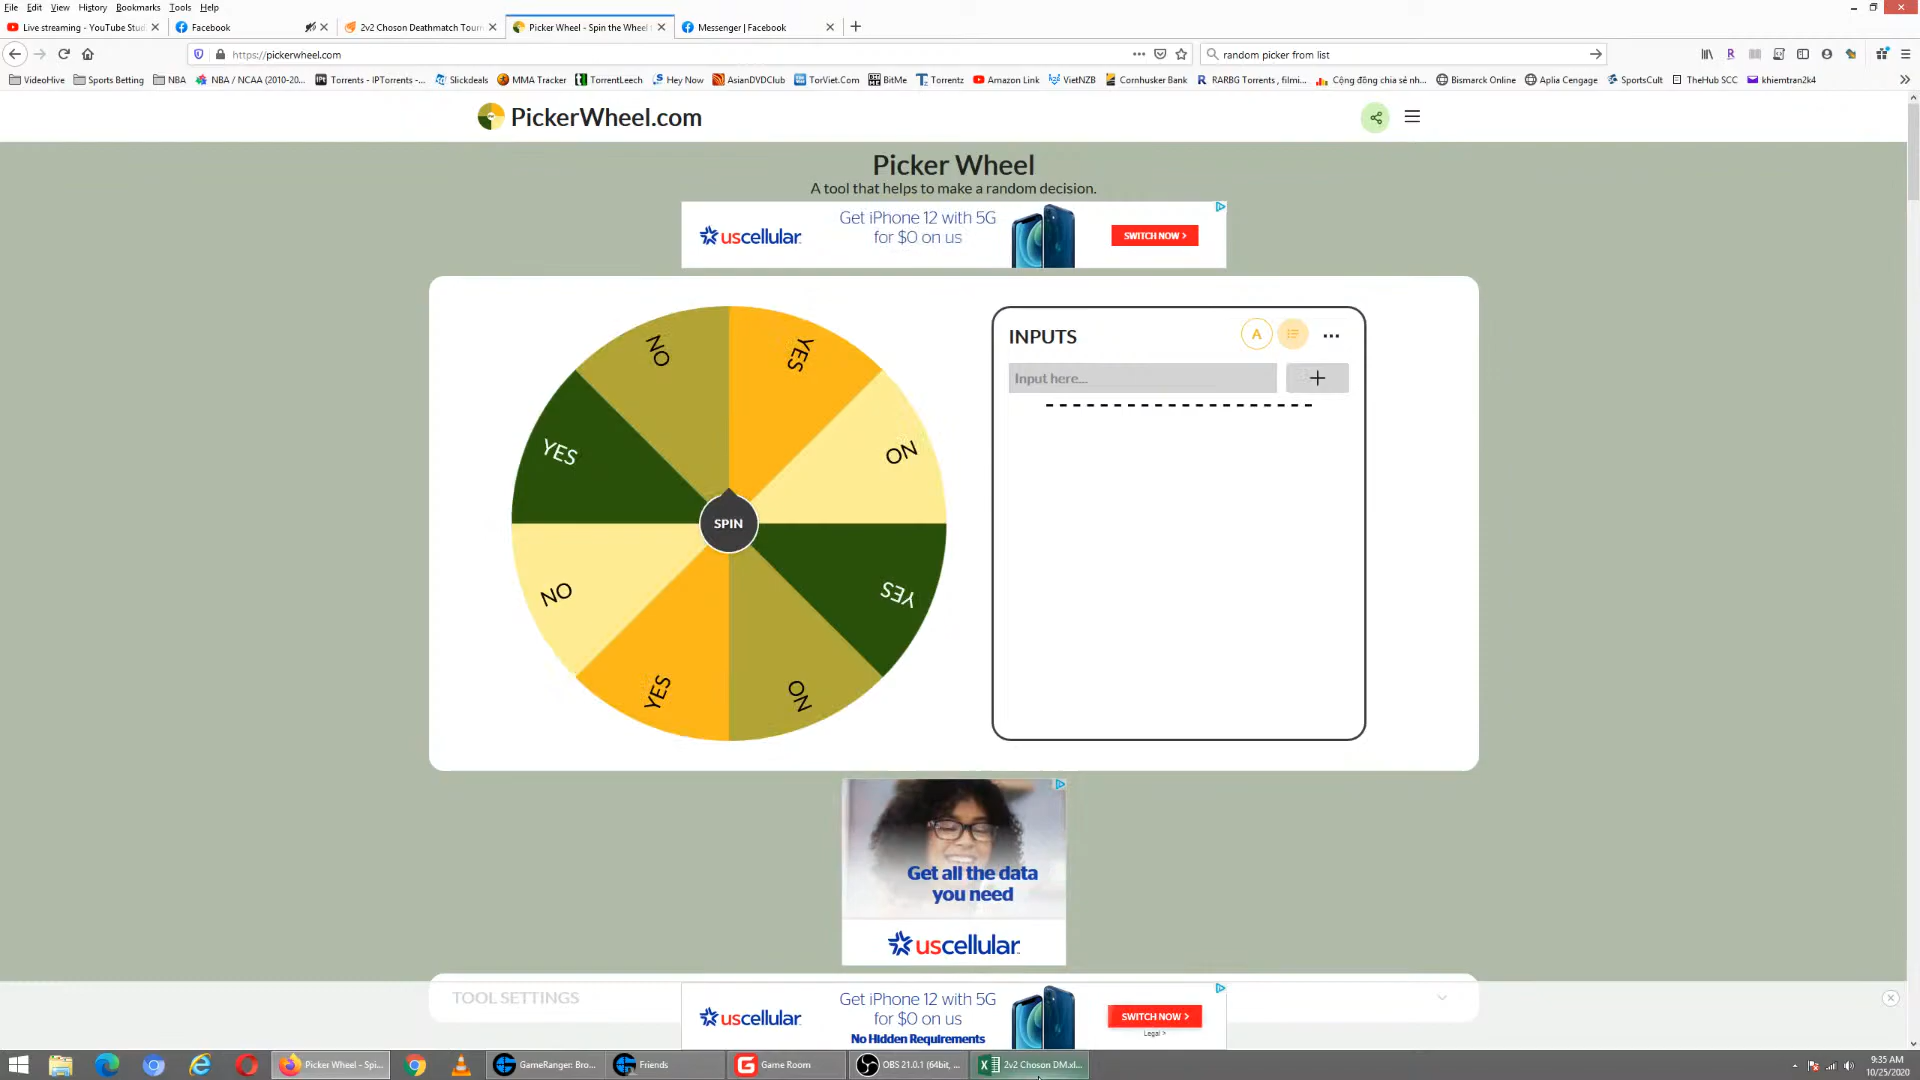 File Edit View History Bookmarks Tools Help
Live streaming - YouTube Stud
Facebook
2v2 Choson Deathmatch Tourn
Picker Wheel - Spin the Wheel
Messenger | Facebook
https://pickerwheel.com
random picker from list
VideoHive
Sports Betting
NBA
NBA / NCAA (2010-20...
Torrents - IPTorrents -...
Slickdeals
MMA Tracker
TorrentLeech
Hey Now
AsianDVDClub
TorViet.Com
BitMe
Torrentz
Amazon Link
VietNZB
Cornhusker Bank
RARBG Torrents , filmi...
Cộng đồng chia sẻ nh...
Bismarck Online
Aplia Cengage
SportsCult
TheHub SCC
khiemtran2k4
PickerWheel.com
Picker Wheel
A tool that helps to make a random decision.
uscellular
Get iPhone 12 with 5G
for $0 on us
SWITCH NOW >
NO
YES
YES
NO
SPIN
NO
YES
YES
NO
INPUTS
A
Input here...
Get all the data
you need
uscellular
TOOL SETTINGS
uscellular
Get iPhone 12 with 5G
for $0 on us
No Hidden Requirements
SWITCH NOW >
Legal >
Picker Wheel - Spi...
GameRanger: Bro...
Friends
Game Room
OBS 21.0.1 (64bit, ...
2v2 Choson DM.xl...
9:35 AM
10/25/2020